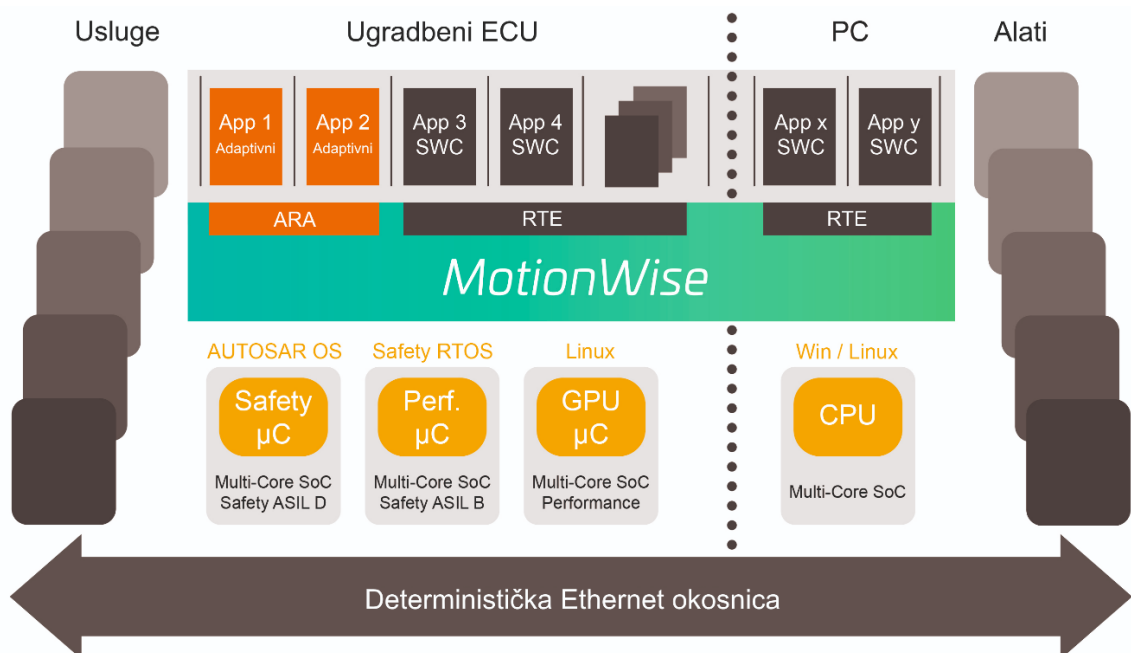 Usluge
Ugradbeni ECU
PC
Alati
App 1
Adaptivni
App 2
Adaptivni
App 3
SWC
App 4
SWC
App x
SWC
App y
SWC
ARA
RTE
RTE
MotionWise
AUTOSAR OS
Safety
µC
Multi-Core SoC
Safety ASIL D
Safety RTOS
Perf.
µC
Multi-Core SoC
Safety ASIL B
Linux
GPU
µC
Multi-Core SoC
Performance
Win / Linux
CPU
Multi-Core SoC
Deterministička Ethernet okosnica